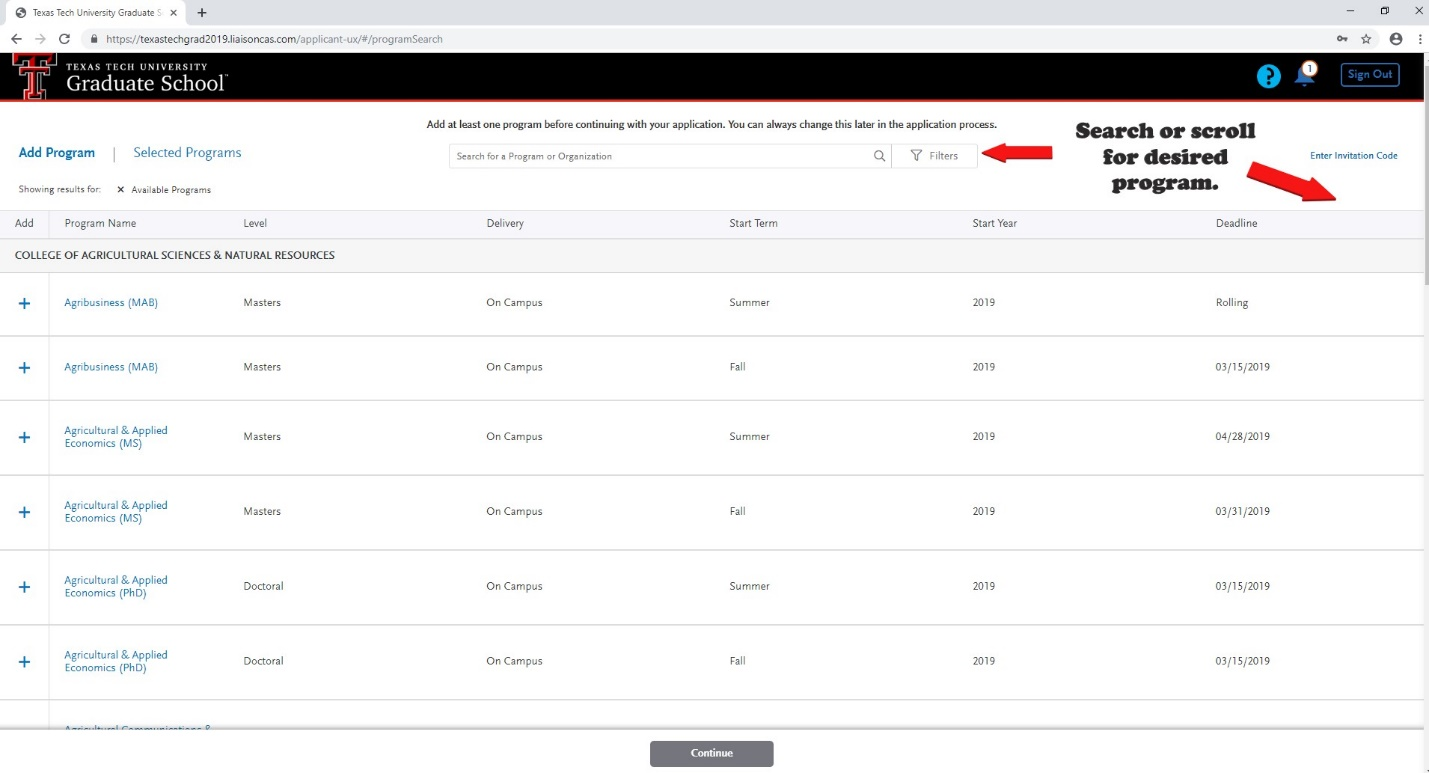 Texas Tech University Graduate S
https://texastechgrad2019.liaisoncas.com/applicant-ux/#/programSearch
TEXAS TECH UNIVERSITY
Graduate School™
1
Sign Out
Add at least one program before continuing with your application. You can always change this later in the application process.
Search or scroll
for desired
program.
Add Program | Selected Programs
Search for a Program or Organization
Filters
Enter Invitation Code
Showing results for: ✕ Available Programs
Add Program Name Level Delivery Start Term Start Year Deadline
COLLEGE OF AGRICULTURAL SCIENCES & NATURAL RESOURCES
+ Agribusiness (MAB) Masters On Campus Summer 2019 Rolling
+ Agribusiness (MAB) Masters On Campus Fall 2019 03/15/2019
+ Agricultural & Applied
Economics (MS) Masters On Campus Summer 2019 04/28/2019
+ Agricultural & Applied
Economics (MS) Masters On Campus Fall 2019 03/31/2019
+ Agricultural & Applied
Economics (PhD) Doctoral On Campus Summer 2019 03/15/2019
+ Agricultural & Applied
Economics (PhD) Doctoral On Campus Fall 2019 03/15/2019
Agricultural Communications &
Continue